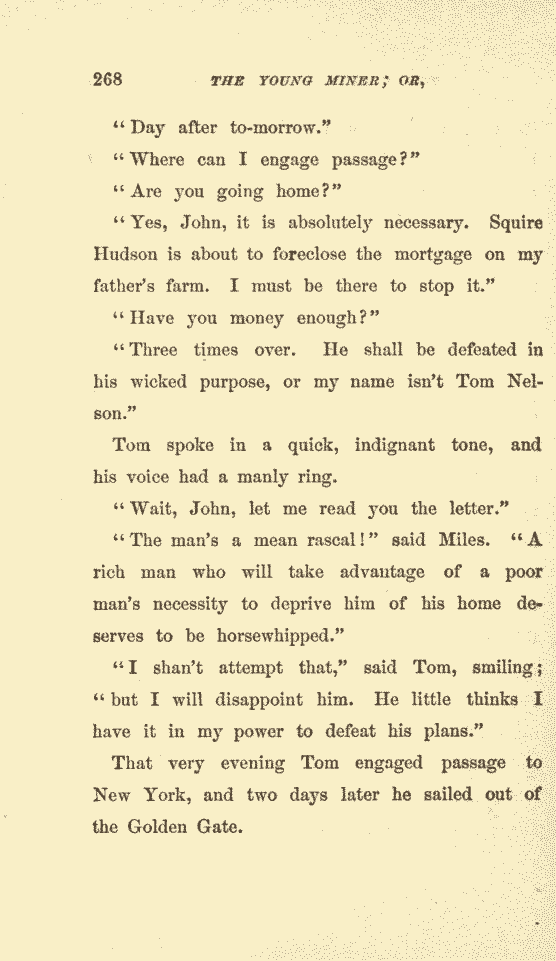 268 THE YOUNG MINER; OR,
“Day after to-morrow.”
“Where can I engage passage?”
“Are you going home?”
“Yes, John, it is absolutely necessary. Squire
Hudson is about to foreclose the mortgage on my
father’s farm. I must be there to stop it.”
“Have you money enough?”
“Three times over. He shall be defeated in
his wicked purpose, or my name isn’t Tom Nel-
son.”
Tom spoke in a quick, indignant tone, and
his voice had a manly ring.
“Wait, John, let me read you the letter.”
“The man’s a mean rascal!” said Miles. “A
rich man who will take advantage of a poor
man’s necessity to deprive him of his home de-
serves to be horsewhipped.”
“I shan’t attempt that,” said Tom, smiling;
“but I will disappoint him. He little thinks I
have it in my power to defeat his plans.”
That very evening Tom engaged passage to
New York, and two days later he sailed out of
the Golden Gate.